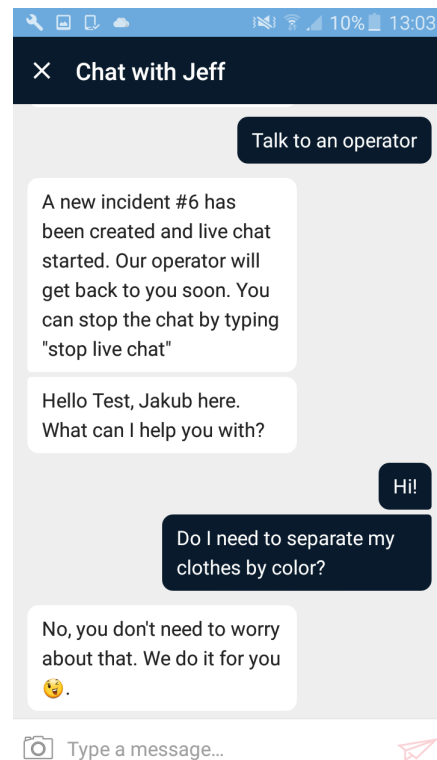 10% 13:03
Chat with Jeff
Talk to an operator
A new incident #6 has
been created and live chat
started. Our operator will
get back to you soon. You
can stop the chat by typing
"stop live chat"
Hello Test, Jakub here.
What can I help you with?
Hi!
Do I need to separate my
clothes by color?
No, you don't need to worry
about that. We do it for you
😉.
Type a message...